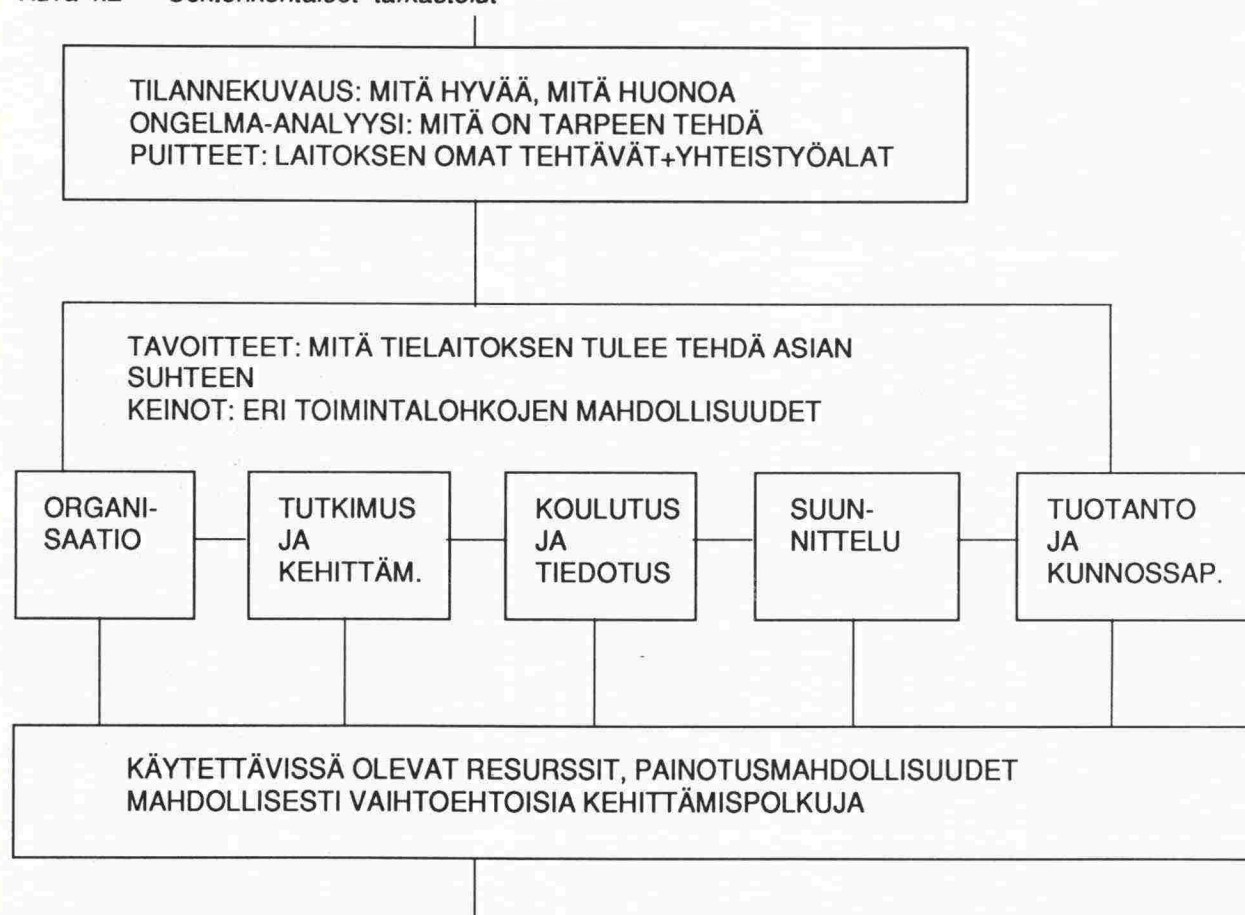 TILANNEKUVAUS: MITÄ HYVÄÄ, MITÄ HUONOA
ONGELMA-ANALYYSI: MITÄ ON TARPEEN TEHDÄ
PUITTEET: LAITOKSEN OMAT TEHTÄVÄT+YHTEISTYÖALAT
TAVOITTEET: MITÄ TIELAITOKSEN TULEE TEHDÄ ASIAN
SUHTEEN
KEINOT: ERI TOIMINTALOHKOJEN MAHDOLLISUUDET
ORGANI-
SAATIO
TUTKIMUS
JA
KEHITTÄM.
KOULUTUS
JA
TIEDOTUS
SUUN-
NITTELU
TUOTANTO
JA
KUNNOSSAP.
KÄYTETTÄVISSÄ OLEVAT RESURSSIT, PAINOTUSMAHDOLLISUUDET
MAHDOLLISESTI VAIHTOEHTOISIA KEHITTÄMISPOLKUJA